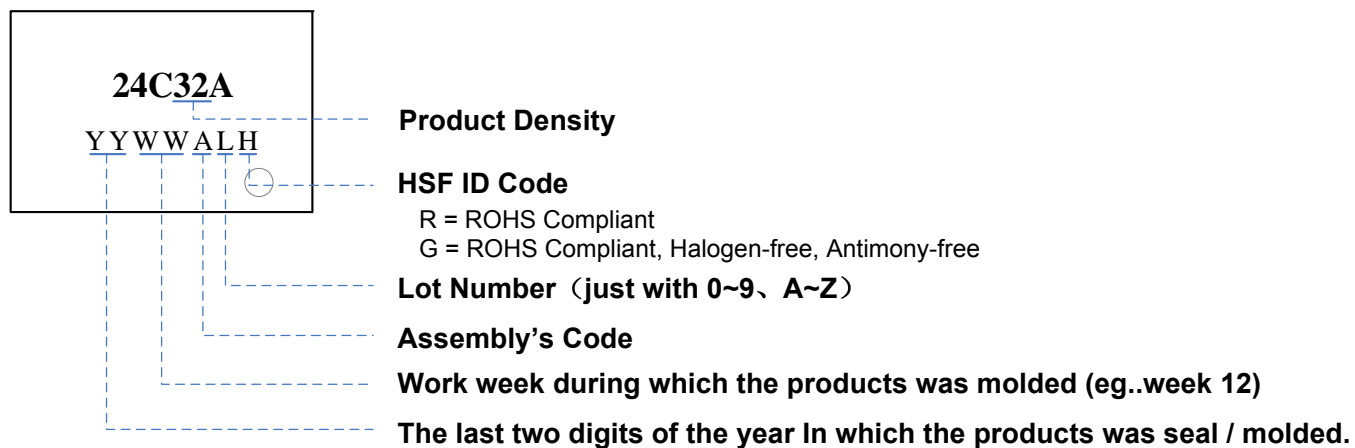 24C32A
YYWWALH
Product Density
HSF ID Code
R = ROHS Compliant
G = ROHS Compliant, Halogen-free, Antimony-free
Lot Number（just with 0~9、A~Z）
Assembly’s Code
Work week during which the products was molded (eg..week 12)
The last two digits of the year In which the products was seal / molded.